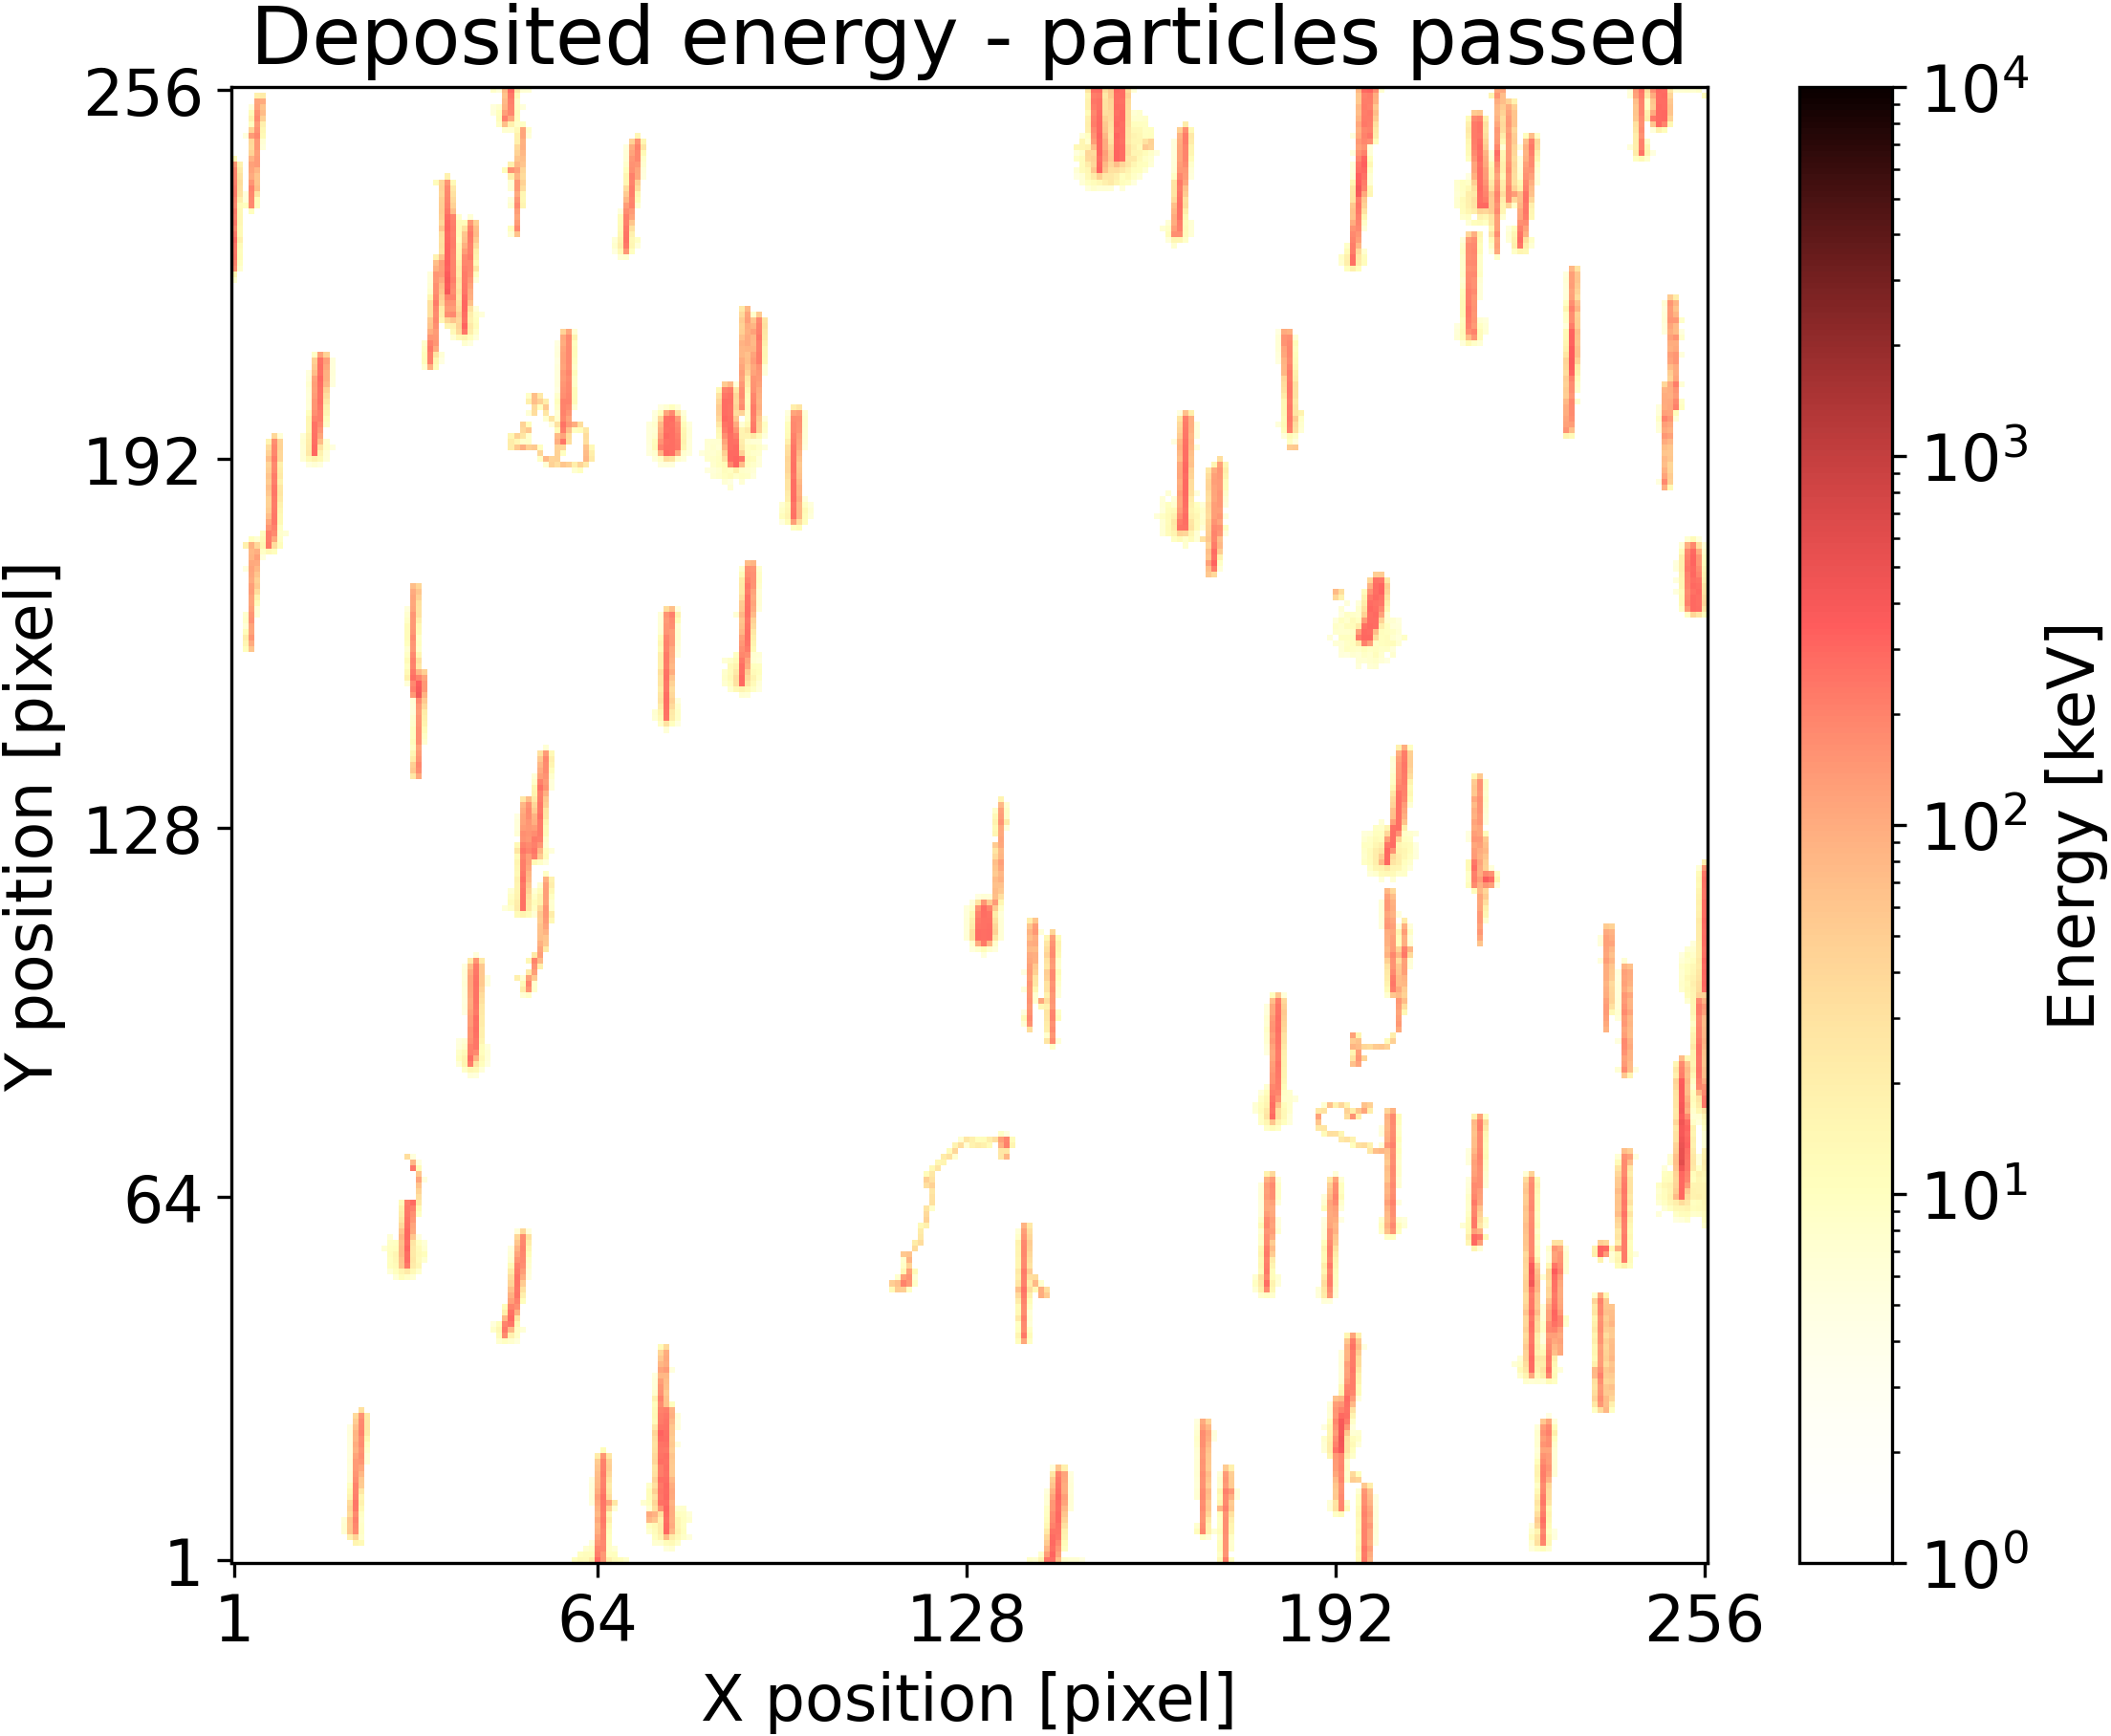 Deposited energy - particles passed
256
192
128
64
1
Y position [pixel]
1 64 128 192 256
X position [pixel]
10^4
10^3
10^2
10^1
10^0
Energy [keV]